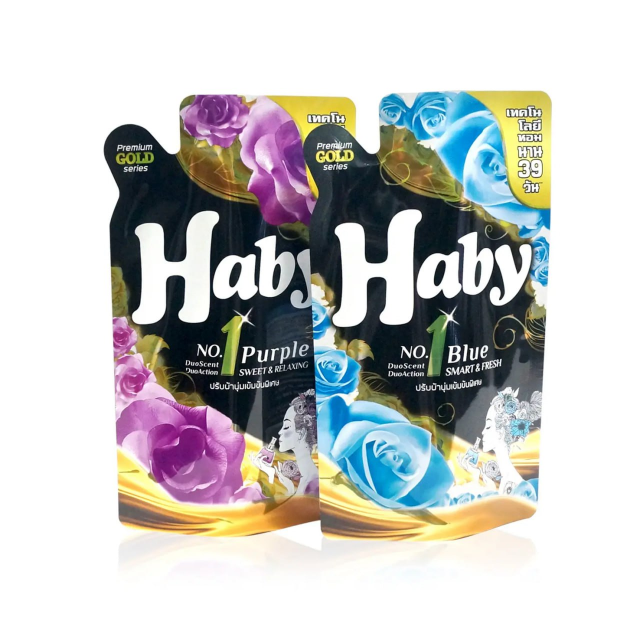 Premium
GOLD
series
เทคโน
Haby
NO. 1 Purple
DuoScent
DuoAction
SWEET & RELAXING
ปรับผ้านุ่มเข้มข้นพิเศษ
Premium
GOLD
series
เทคโน
โลยี
หอม
นาน
39
วัน
Haby
NO. 1 Blue
DuoScent
DuoAction
SMART & FRESH
ปรับผ้านุ่มเข้มข้นพิเศษ